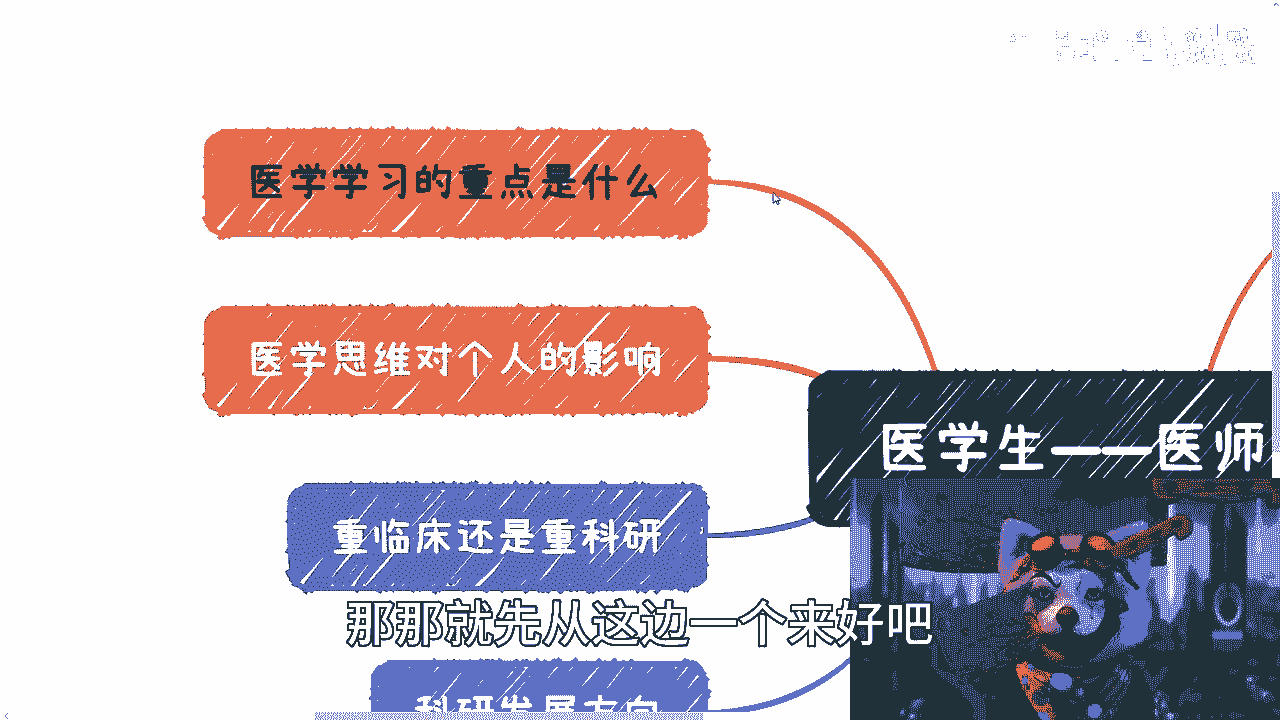 医学学习的重点是什么
医学思维对个人的影响
医学生——医师
重临床还是重科研
那那就先从这边一个来好吧
科研发展方向